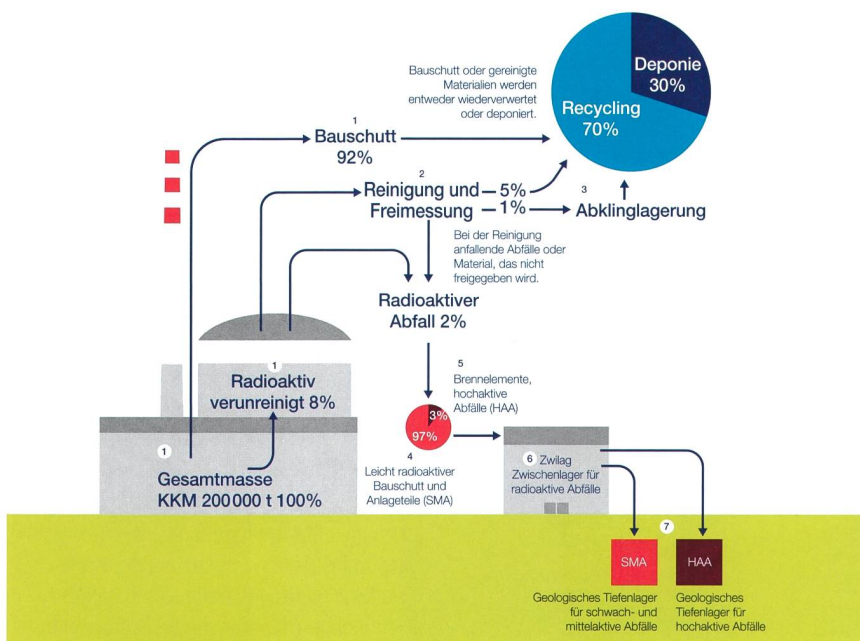 Bauschutt oder gereinigte
Materialien werden
entweder wiederverwertet
oder deponiert.
Deponie
30%
Recycling
70%
1
Bauschutt
92%
2
Reinigung und
Freimessung
5%
1%
3
Abklinglagerung
Bei der Reinigung
anfallende Abfälle oder
Material, das nicht
freigegeben wird.
Radioaktiver
Abfall 2%
1
Radioaktiv
verunreinigt 8%
5
Brennelemente,
hochaktive
Abfälle (HAA)
3%
97%
4
Leicht radioaktiver
Bauschutt und
Anlageteile (SMA)
1
Gesamtmasse
KKM 200 000 t 100%
6 Zwilag
Zwischenlager für
radioaktive Abfälle
7
SMA
HAA
Geologisches Tiefenlager
für schwach- und
mittelaktive Abfälle
Geologisches
Tiefenlager für
hochaktive Abfälle